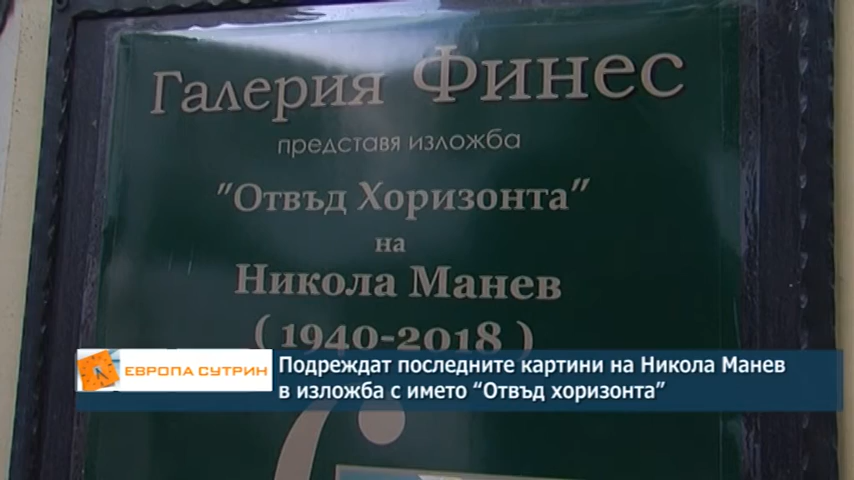 Галерия Финес
представя изложба
"Отвъд Хоризонта"
на
Никола Манев
( 1940-2018 )
ЕВРОПА СУТРИН
Подреждат последните картини на Никола Манев
в изложба с името “Отвъд хоризонта”